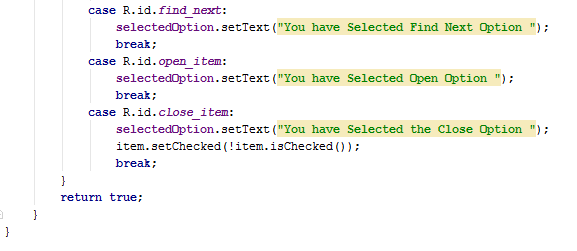 case R.id.find_next:
selectedOption.setText("You have Selected Find Next Option ");
break;
case R.id.open_item:
selectedOption.setText("You have Selected Open Option ");
break;
case R.id.close_item:
selectedOption.setText("You have Selected the Close Option ");
item.setChecked(!item.isChecked());
break;
}
return true;
}
}